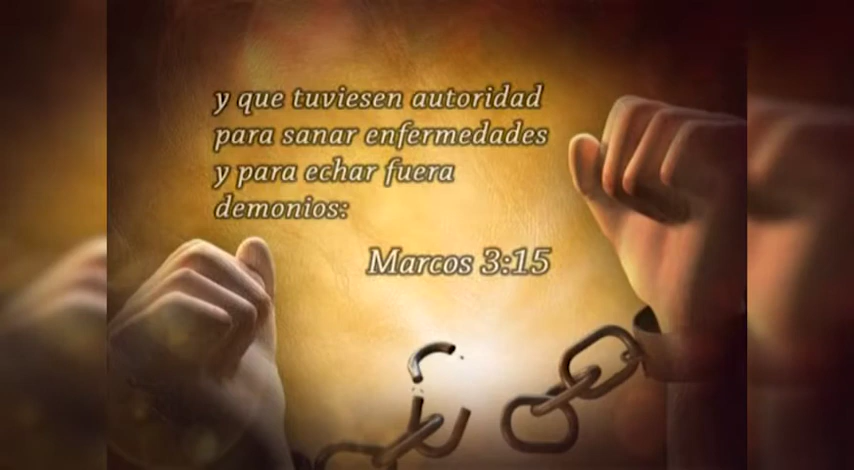 y que tuviesen autoridad
para sanar enfermedades
y para echar fuera
demonios:
Marcos 3:15